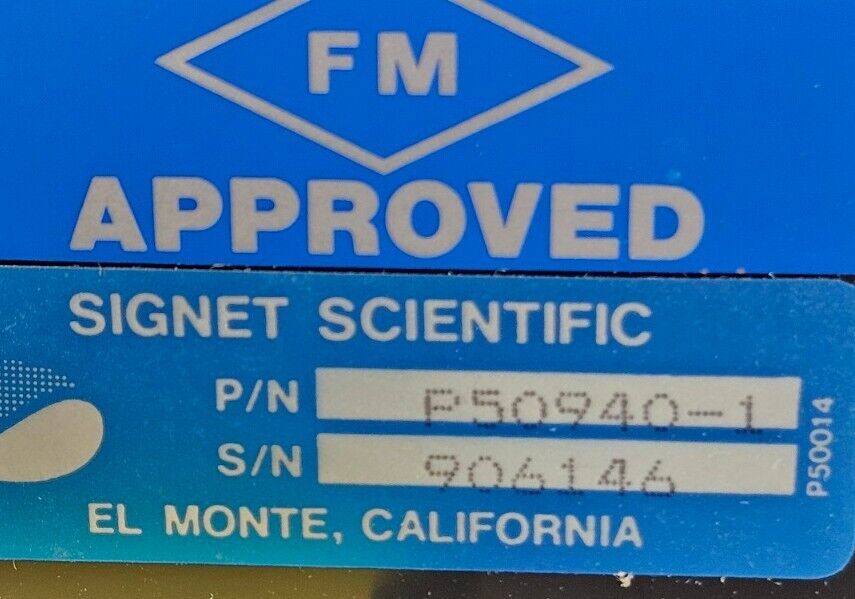 FM
APPROVED
SIGNET SCIENTIFIC
P/N P50940-1
S/N 906146
P50014
EL MONTE, CALIFORNIA